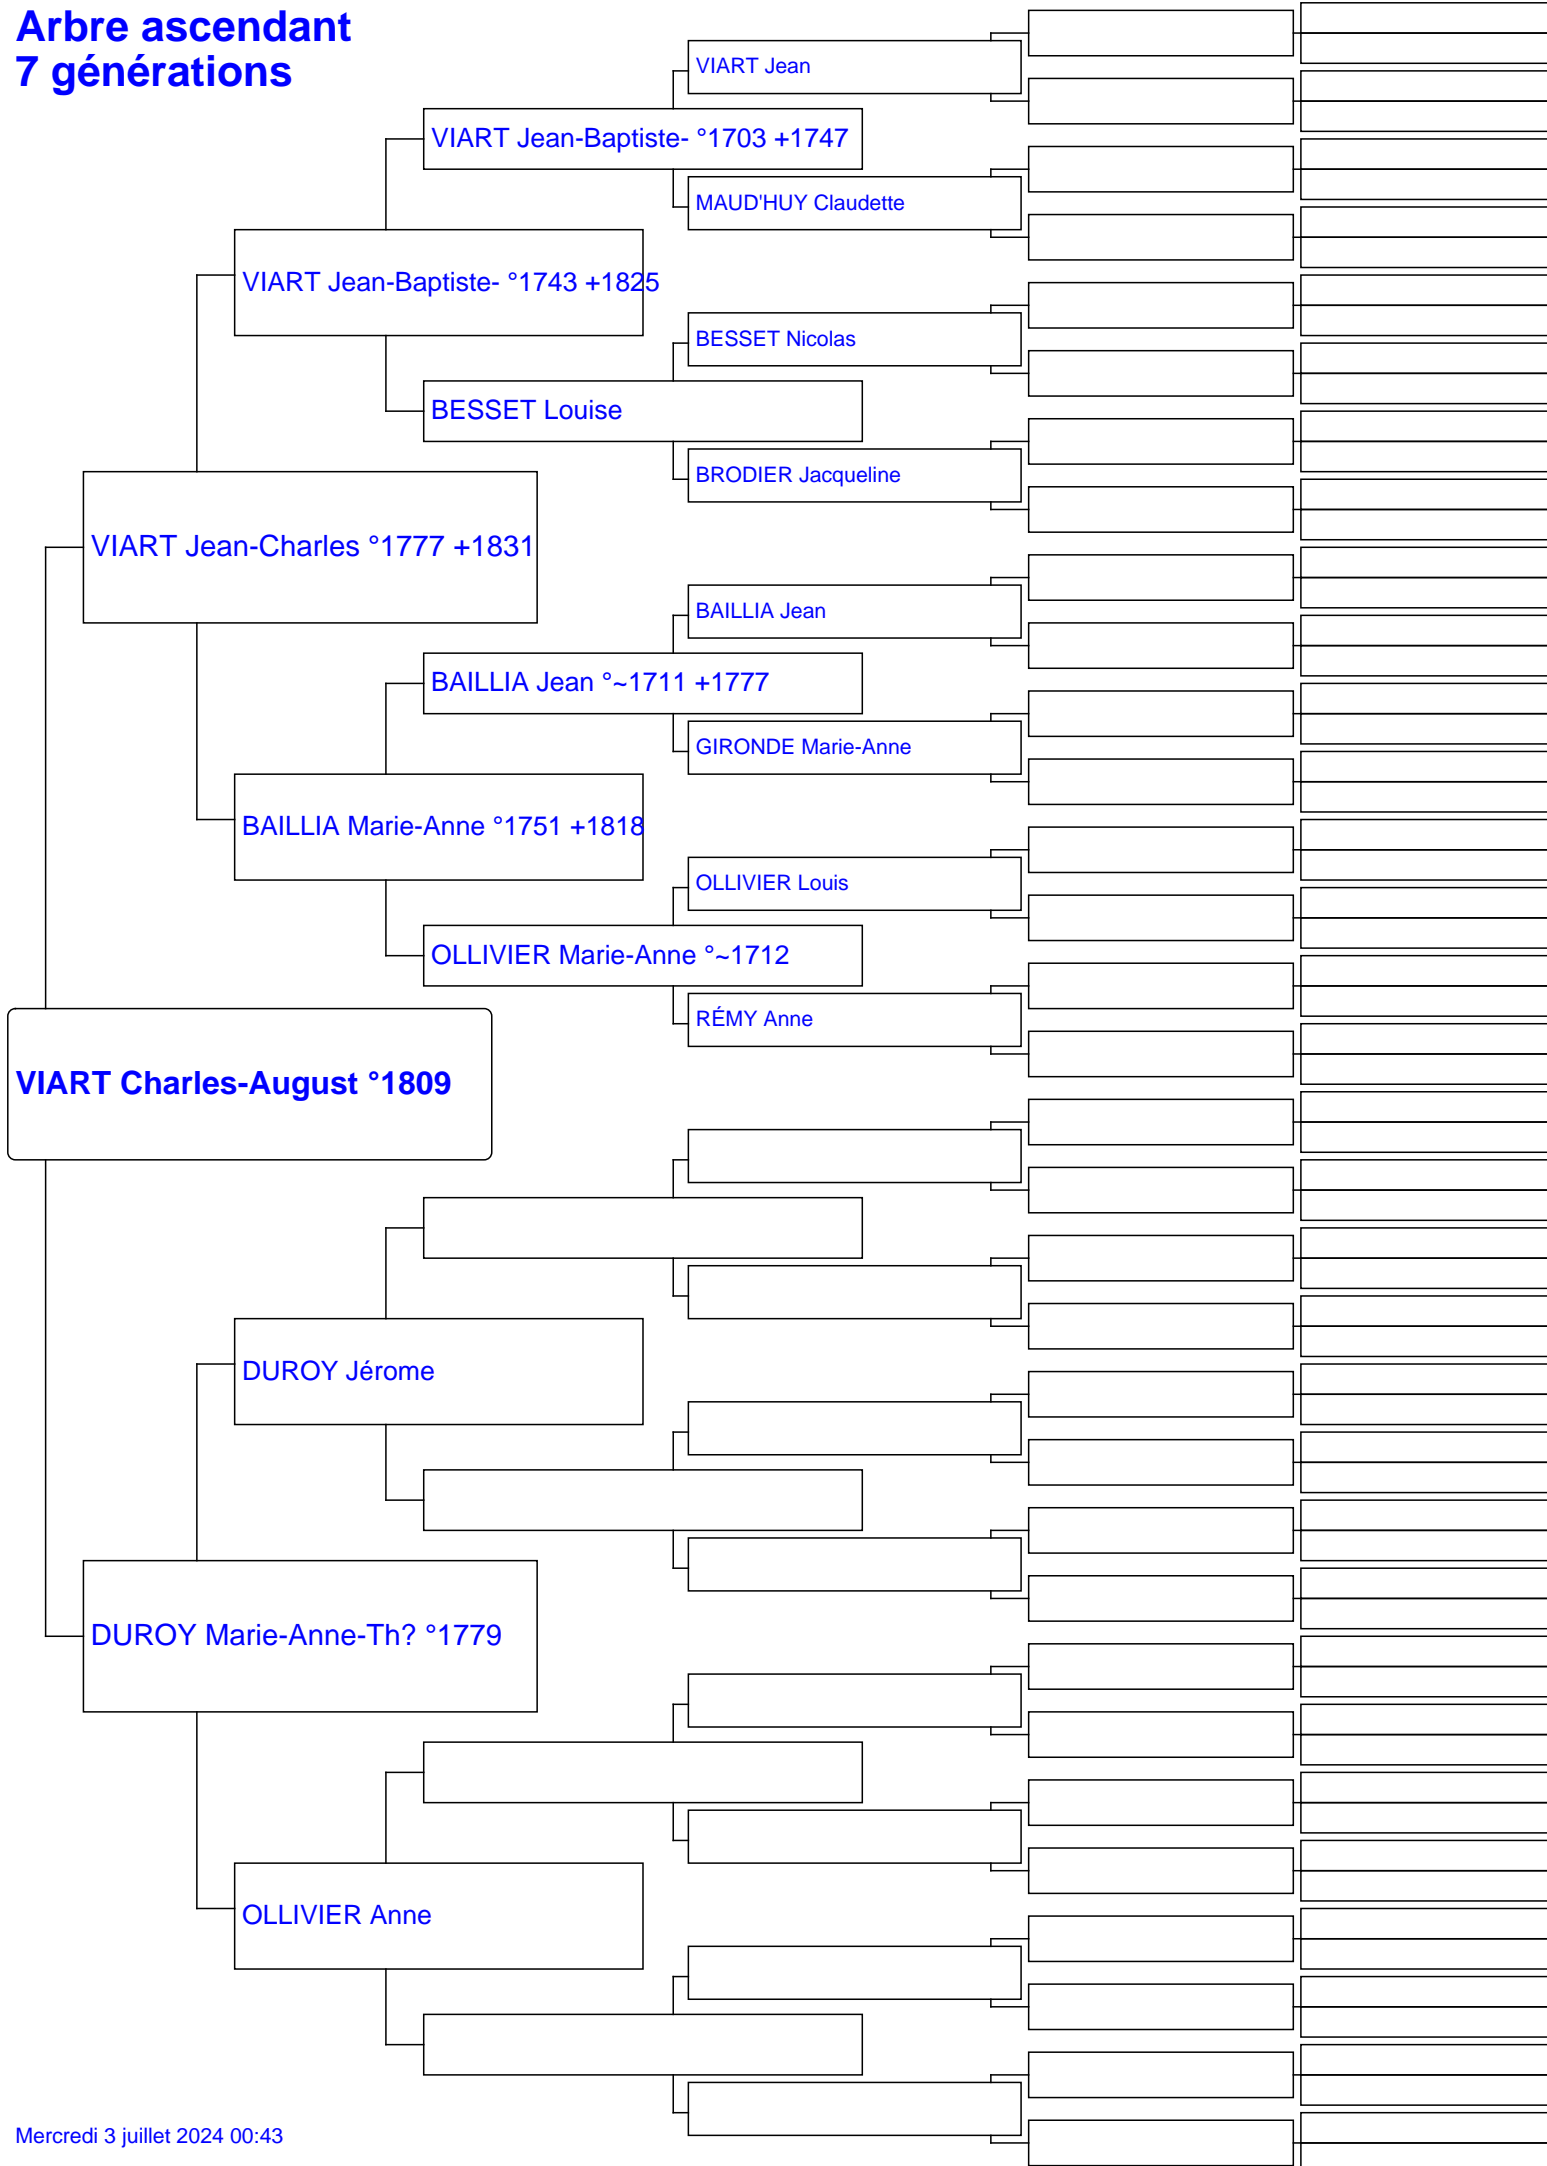 Arbre ascendant
7 générations
VIART Jean
VIART Jean-Baptiste- °1703 +1747
MAUD'HUY Claudette
VIART Jean-Baptiste- °1743 +1825
BESSET Nicolas
BESSET Louise
BRODIER Jacqueline
VIART Jean-Charles °1777 +1831
BAILLIA Jean
BAILLIA Jean °~1711 +1777
GIRONDE Marie-Anne
BAILLIA Marie-Anne °1751 +1818
OLLIVIER Louis
OLLIVIER Marie-Anne °~1712
RÉMY Anne
VIART Charles-August °1809
DUROY Jérome
DUROY Marie-Anne-Th? °1779
OLLIVIER Anne
Mercredi 3 juillet 2024 00:43